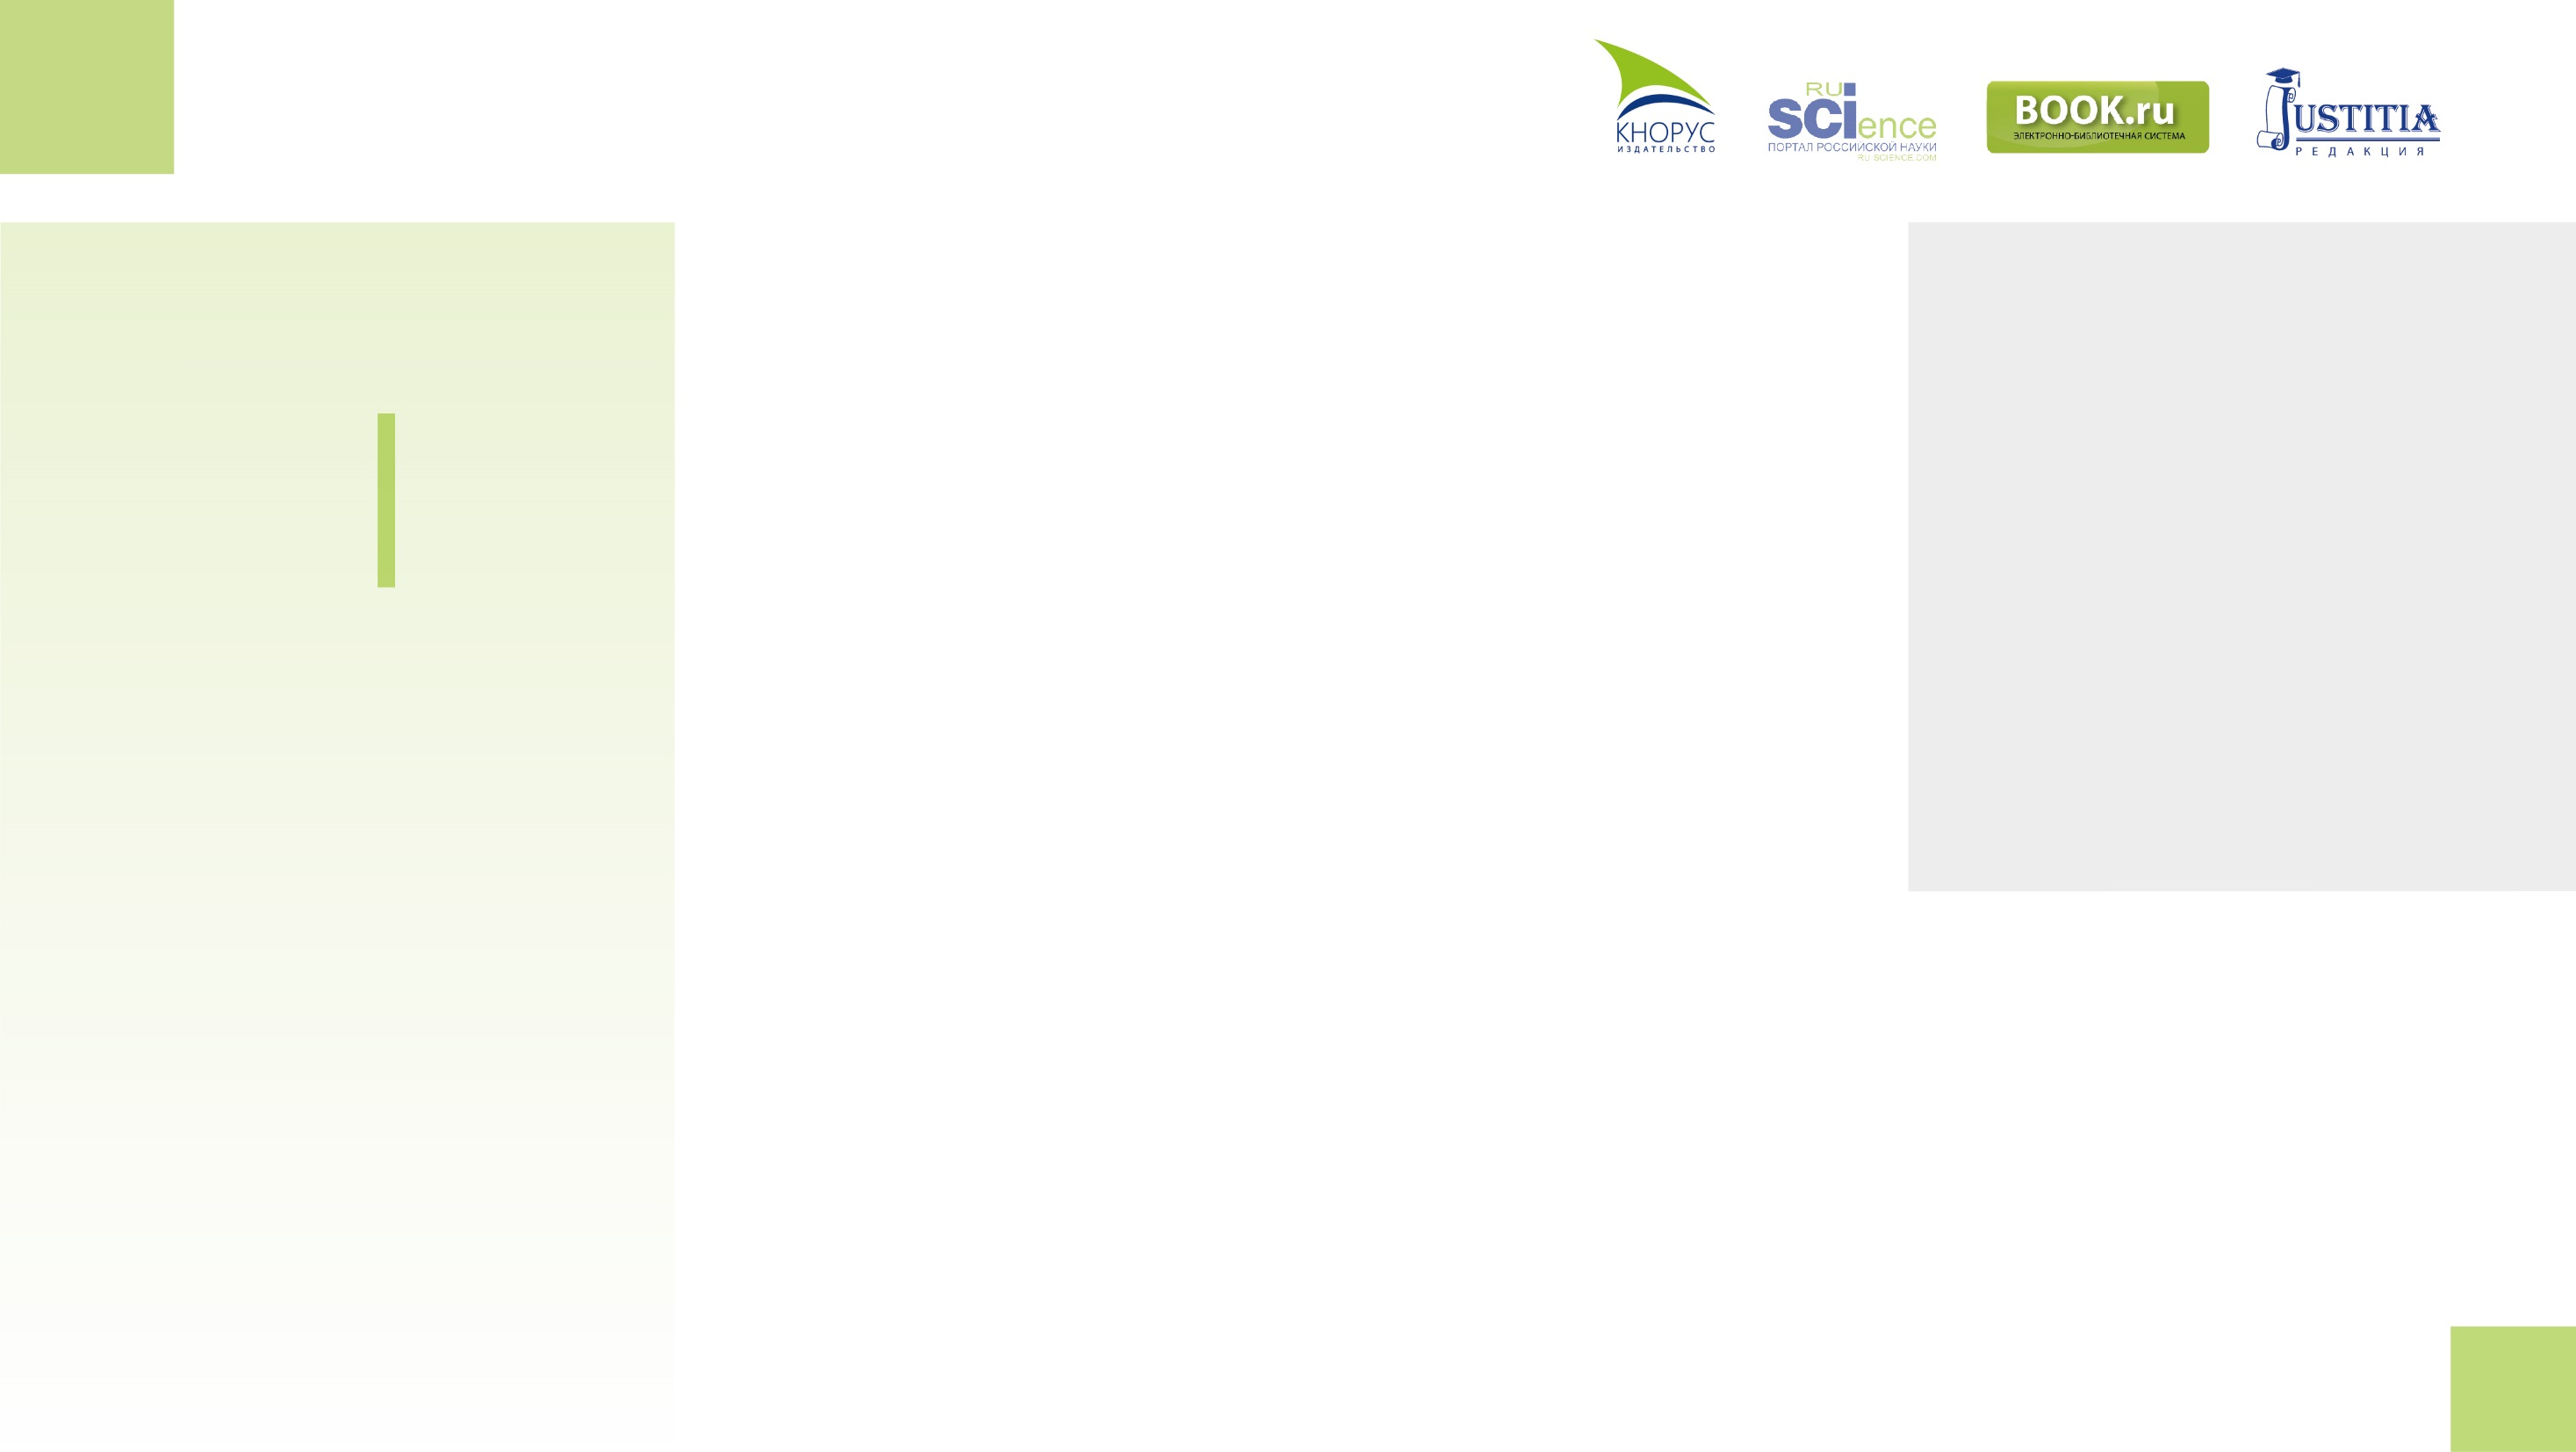 КНОРУС
ИЗДАТЕЛЬСТВО
RU
science
ПОРТАЛ РОССИЙСКОЙ НАУКИ
RU-SCIENCE.COM
BOOK.ru
ЭЛЕКТРОННО-БИБЛИОТЕЧНАЯ СИСТЕМА
JUSTITIA
РЕДАКЦИЯ